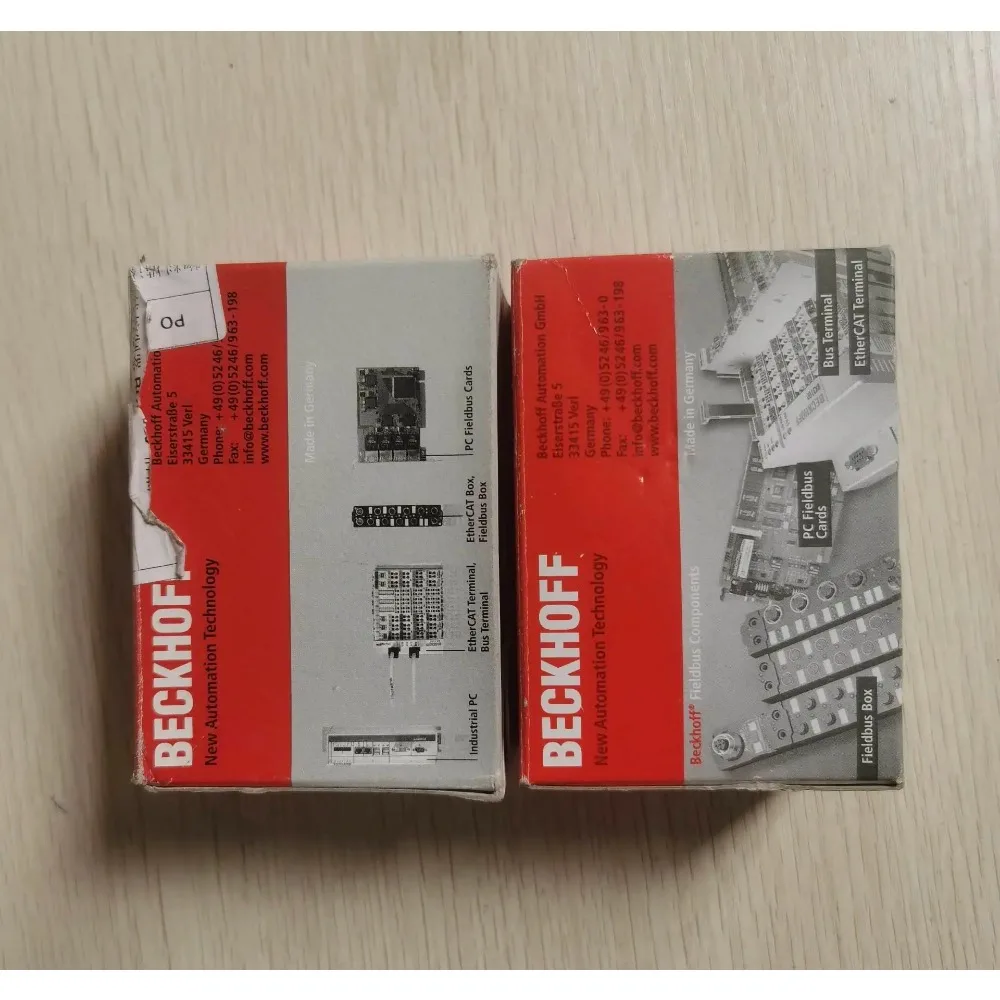 PO
Beckhoff Automatio
Eiserstraße 5
33415 Verl
Germany
Phone: +49(0)5246/
Fax: +49(0)5246/963-198
info@beckhoff.com
www.beckhoff.com
BECKHOFF
New Automation Technology
Made in Germany
PC Fieldbus Cards
EtherCAT Box,
Fieldbus Box
EtherCAT Terminal,
Bus Terminal
Industrial PC
Beckhoff Automation GmbH
Eiserstraße 5
33415 Verl
Germany
Phone: +49(0)5246/963-0
Fax: +49(0)5246/963-198
info@beckhoff.com
www.beckhoff.com
BECKHOFF
New Automation Technology
Beckhoff® Fieldbus Components
Made in Germany
Bus Terminal
EtherCAT Terminal
BECKHOFF
PC Fieldbus
Cards
Fieldbus Box